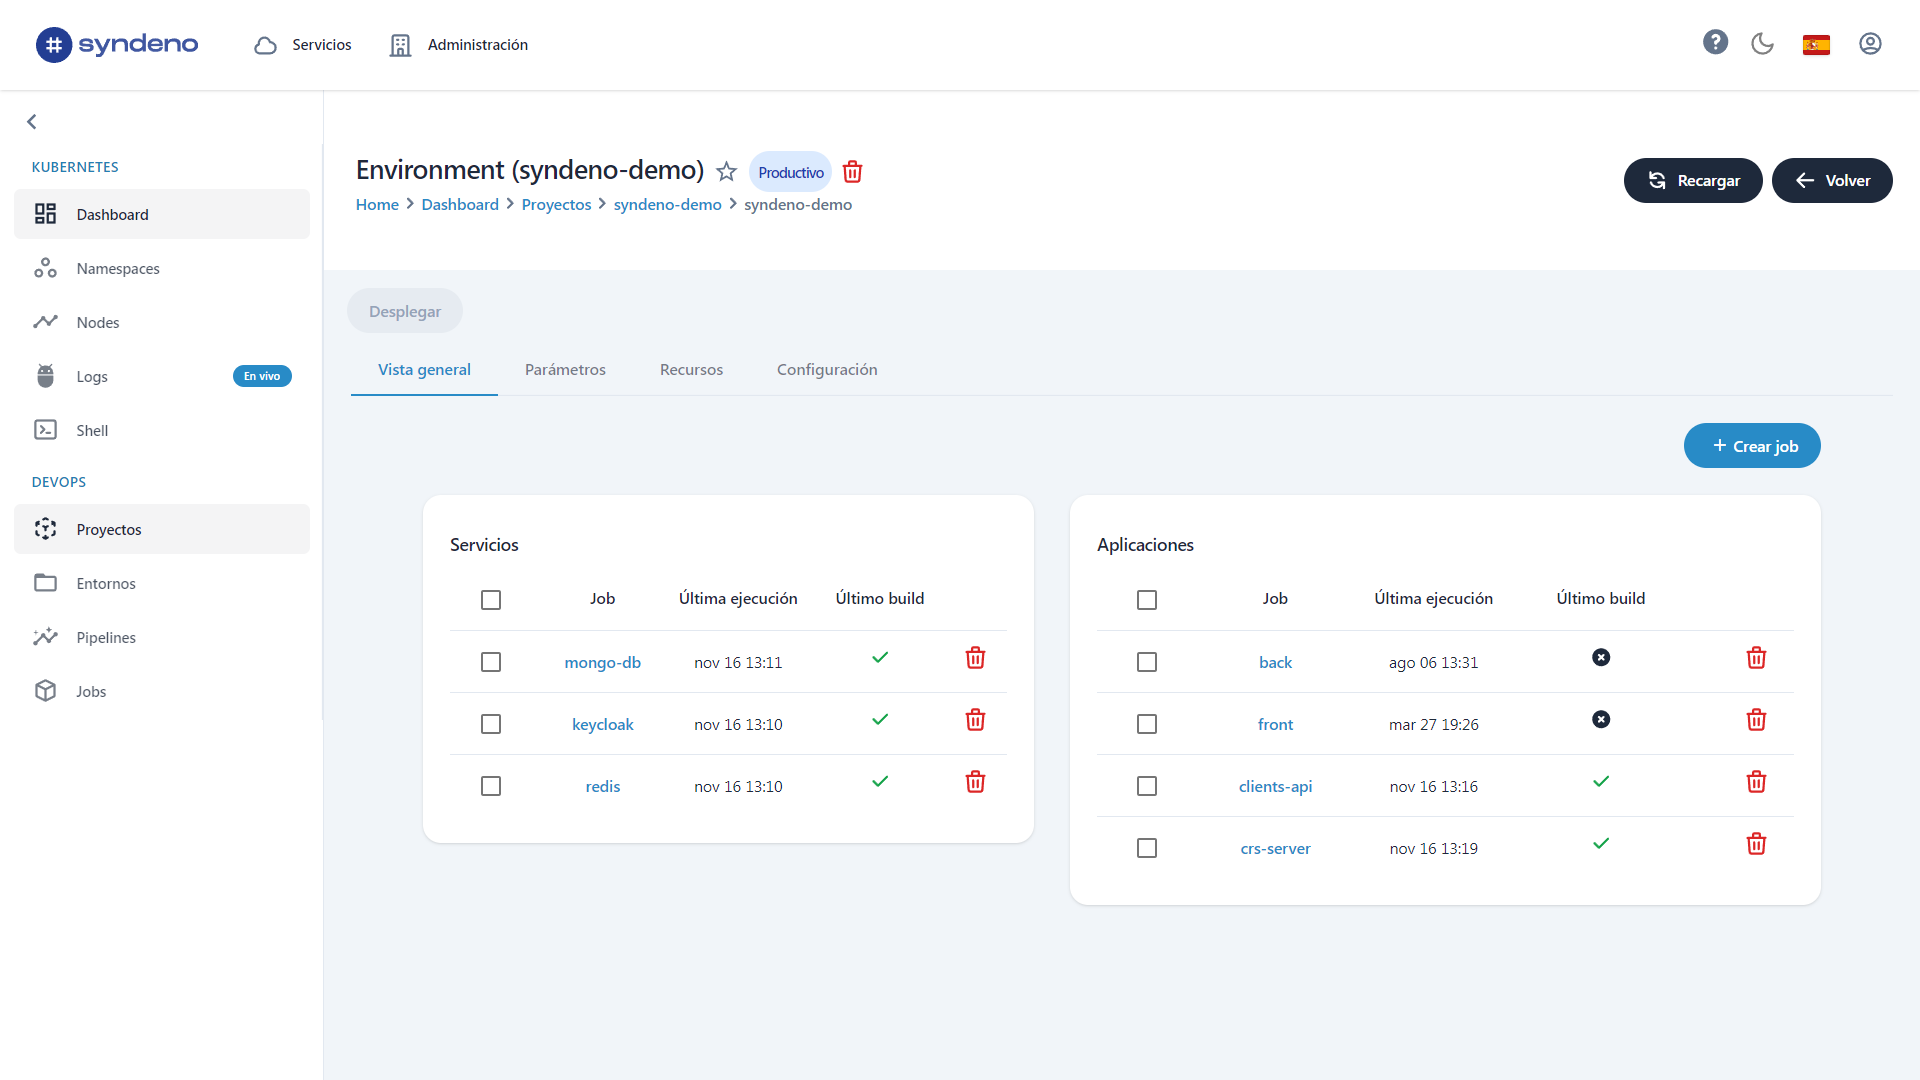 syndeno
Servicios
Administración
KUBERNETES
Dashboard
Namespaces
Nodes
Logs
En vivo
Shell
DEVOPS
Proyectos
Entornos
Pipelines
Jobs
Environment (syndeno-demo)
Productivo
Home > Dashboard > Proyectos > syndeno-demo > syndeno-demo
Recargar
Volver
Desplegar
Vista general
Parámetros
Recursos
Configuración
+ Crear job
Servicios
Job Última ejecución Último build
mongo-db nov 16 13:11
keycloak nov 16 13:10
redis nov 16 13:10
Aplicaciones
Job Última ejecución Último build
back ago 06 13:31
front mar 27 19:26
clients-api nov 16 13:16
crs-server nov 16 13:19